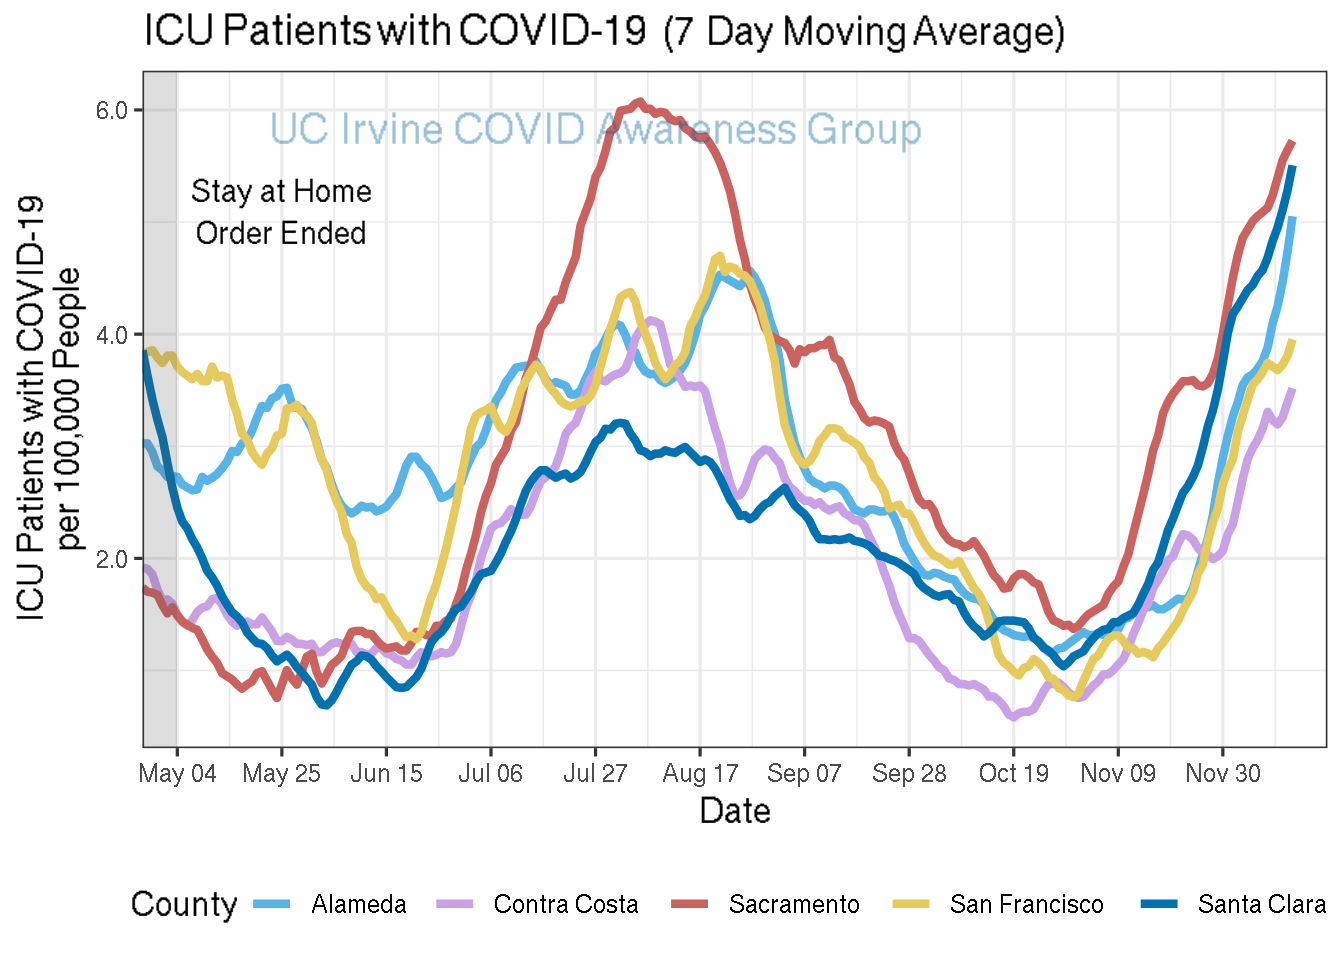 ICU Patients with COVID-19 (7 Day Moving Average)
UC Irvine COVID Awareness Group
Stay at Home
Order Ended
ICU Patients with COVID-19
per 100,000 People
6.0
4.0
2.0
May 04 May 25 Jun 15 Jul 06 Jul 27 Aug 17 Sep 07 Sep 28 Oct 19 Nov 09 Nov 30
Date
County Alameda Contra Costa Sacramento San Francisco Santa Clara